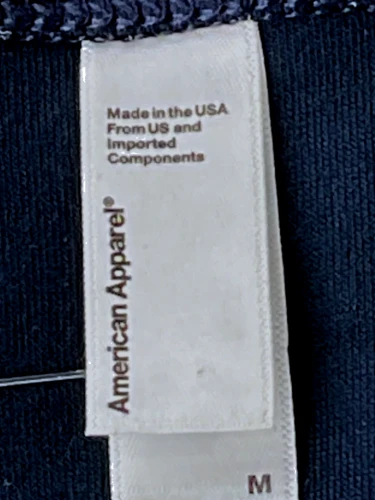 Made in the USA
From US and
Imported
Components
American Apparel®
M